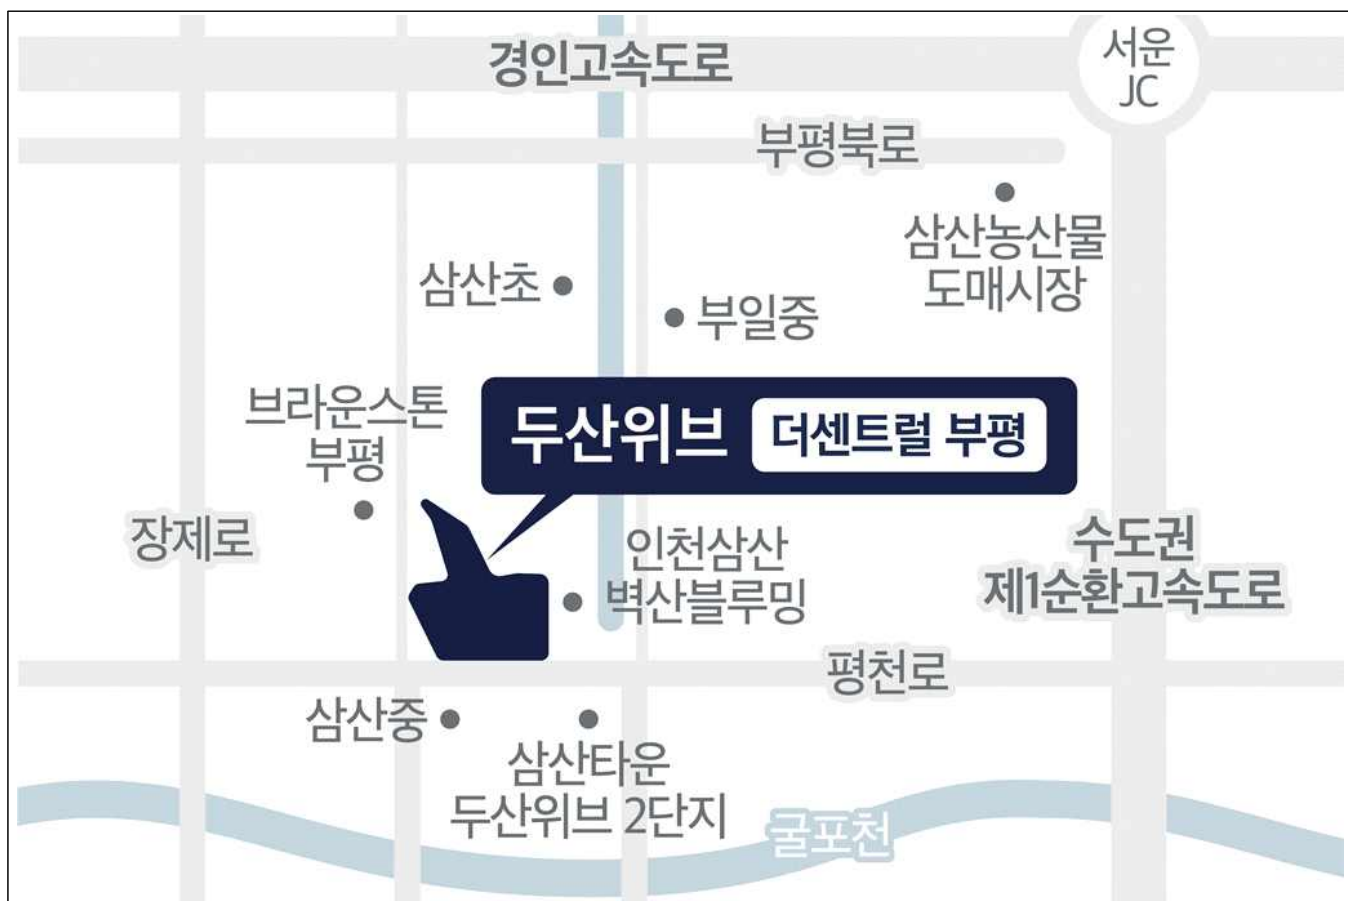 경인고속도로
서운
JC
부평북로
삼산농산물
도매시장
삼산초
부일중
브라운스톤
부평
두산위브 더센트럴 부평
장제로
인천삼산
벽산블루밍
수도권
제1순환고속도로
평천로
삼산중
삼산타운
두산위브 2단지
굴포천